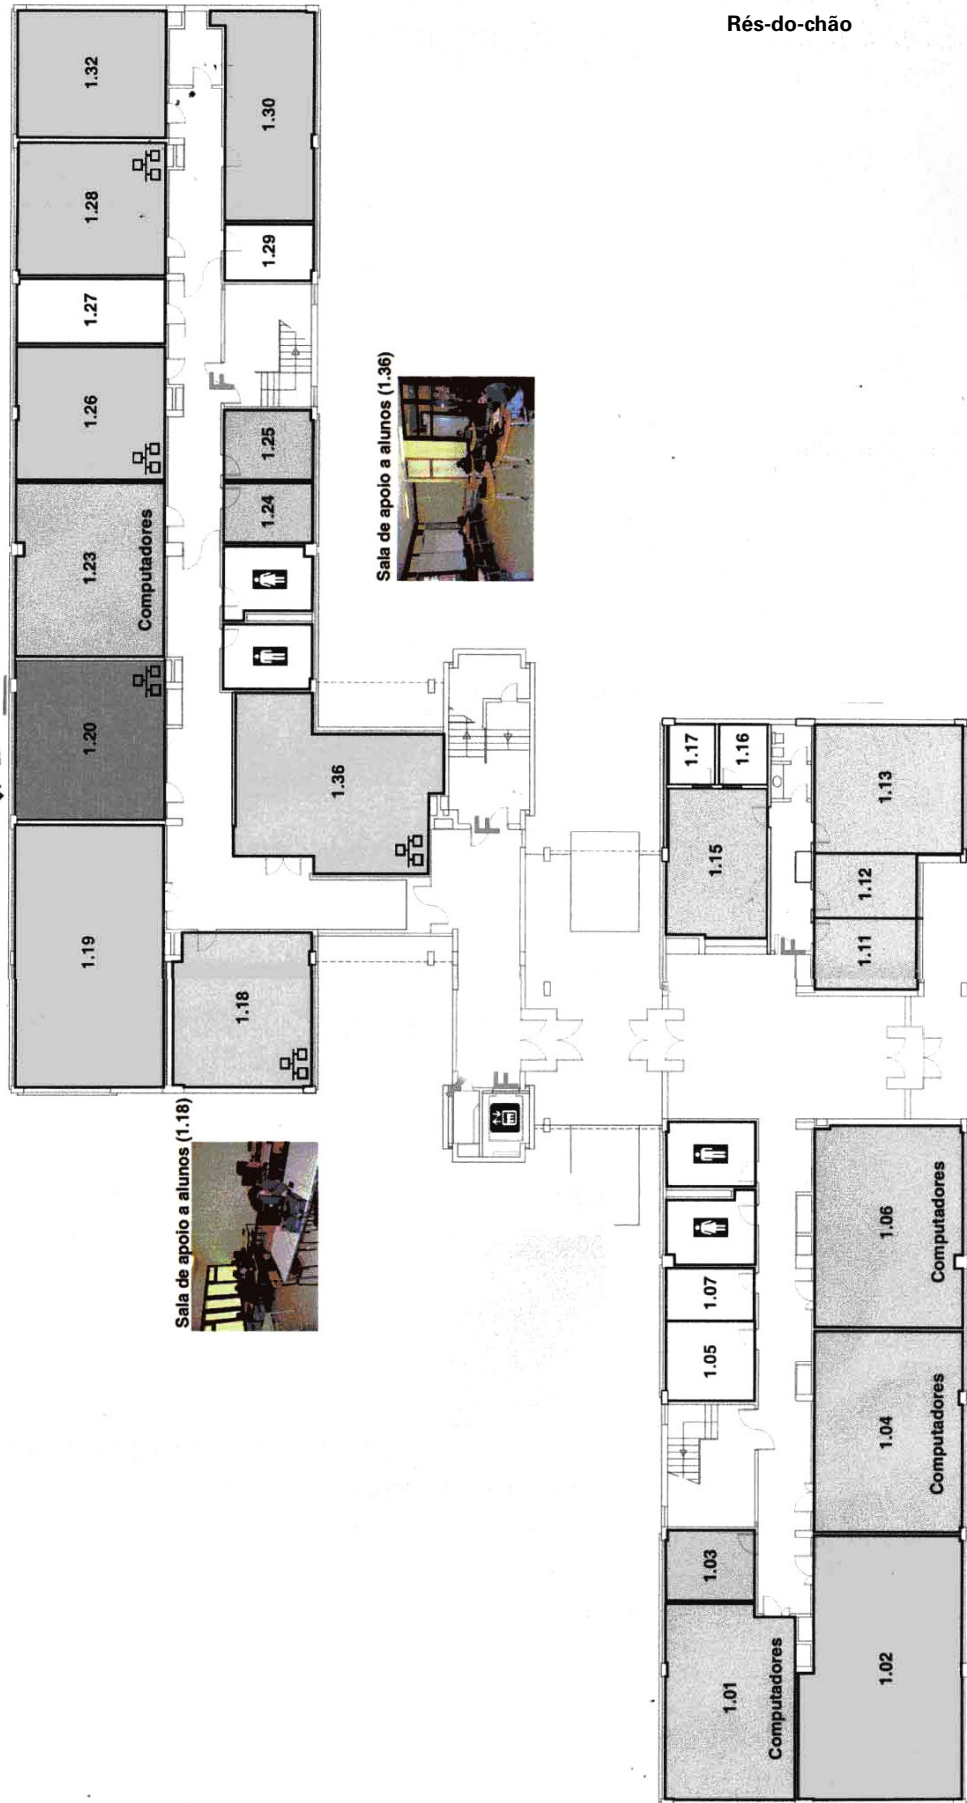 Rés-do-chão
1.32
1.30
1.28
1.29
1.27
1.26
1.25
1.24
Sala de apoio a alunos (1.36)
1.23
Computadores
1.20
1.36
F
F
1.19
1.18
Sala de apoio a alunos (1.18)
F
1.17
1.16
1.15
1.13
1.12
1.11
F
1.06
Computadores
1.07
1.05
1.04
Computadores
1.03
1.02
1.01
Computadores